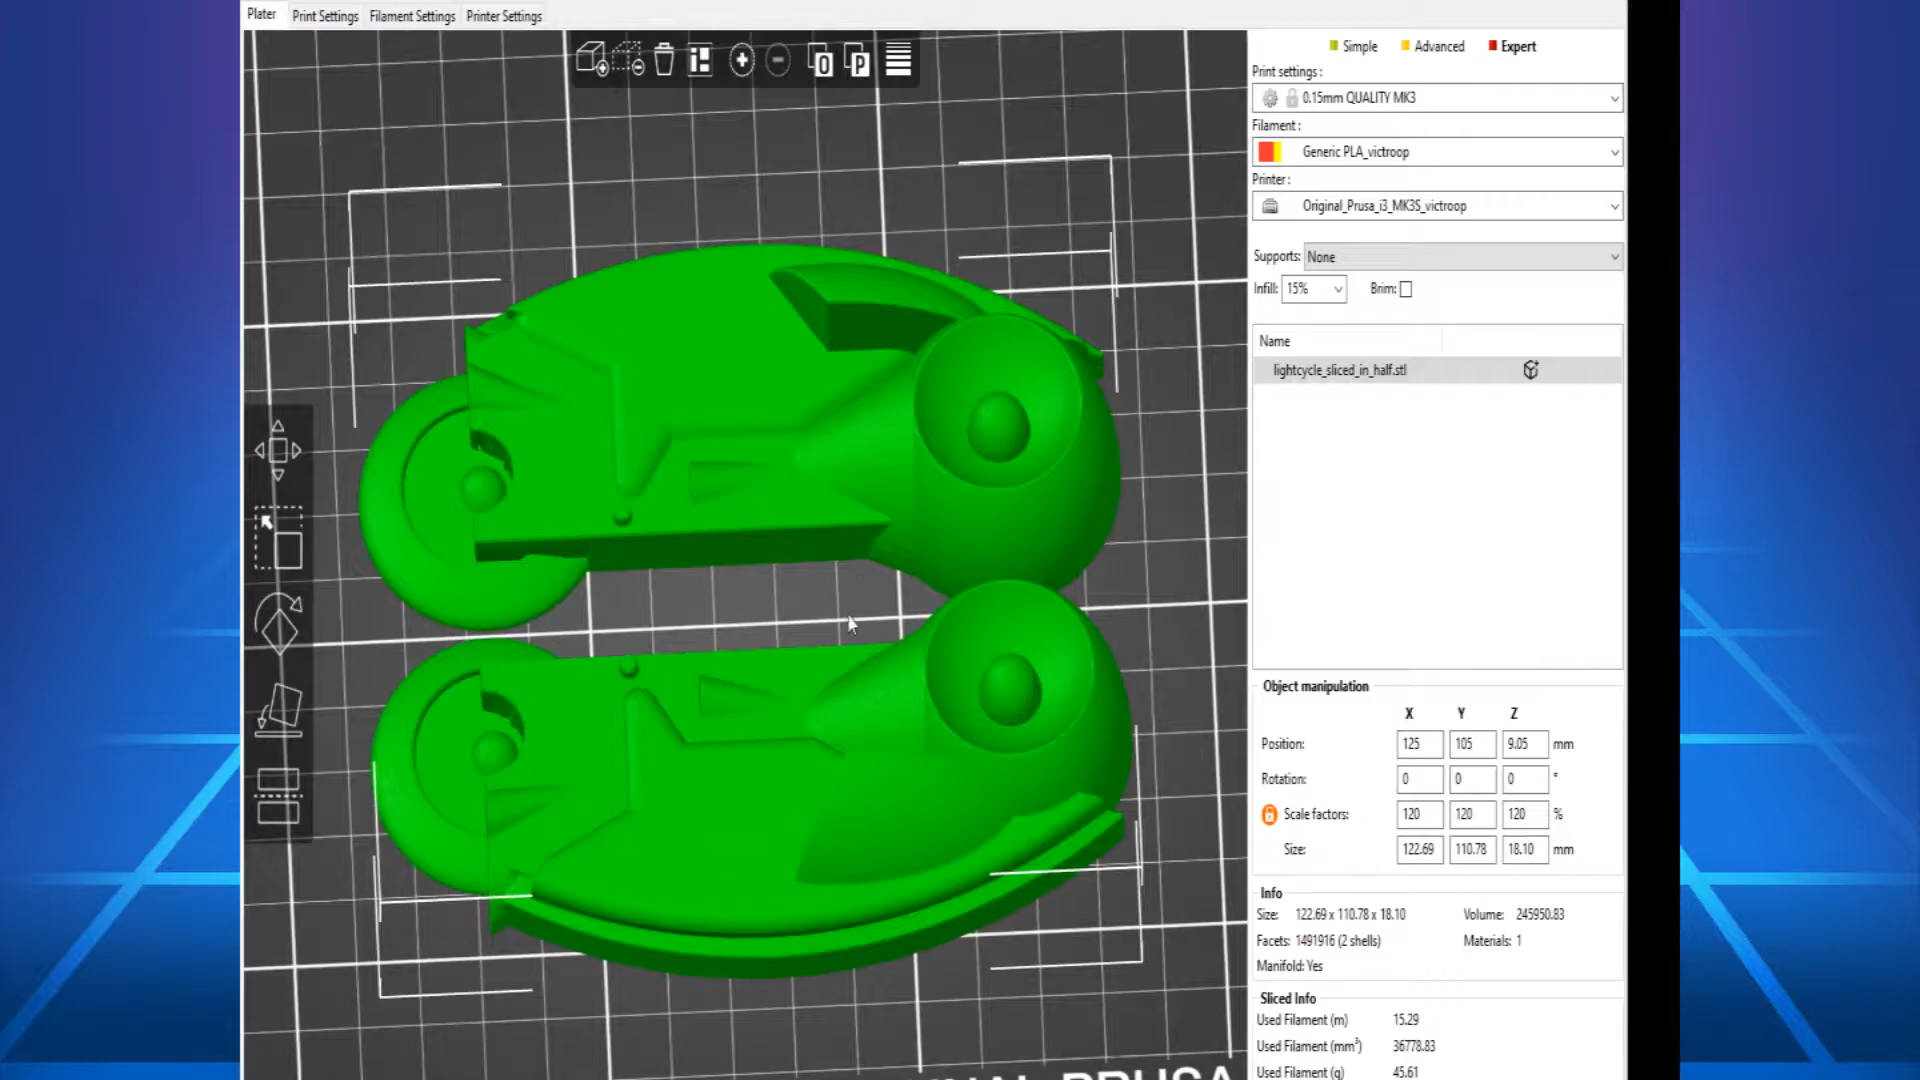 Plater Print Settings Filament Settings Printer Settings
Simple Advanced Expert
Print settings :
0.15mm QUALITY MK3
Filament :
Generic PLA_victroop
Printer :
Original_Prusa_i3_MK3S_victroop
Supports: None
Infill: 15% Brim:
Name
lightcycle_sliced_in_half.stl
Object manipulation
X Y Z
Position: 125 105 9.05 mm
Rotation: 0 0 0 °
Scale factors: 120 120 120 %
Size: 122.69 110.78 18.10 mm
Info
Size: 122.69 x 110.78 x 18.10 Volume: 245950.83
Facets: 1491916 (2 shells) Materials: 1
Manifold: Yes
Sliced Info
Used Filament (m) 15.29
Used Filament (mm³) 36778.83
Used Filament (g) 45.61
PRUSA